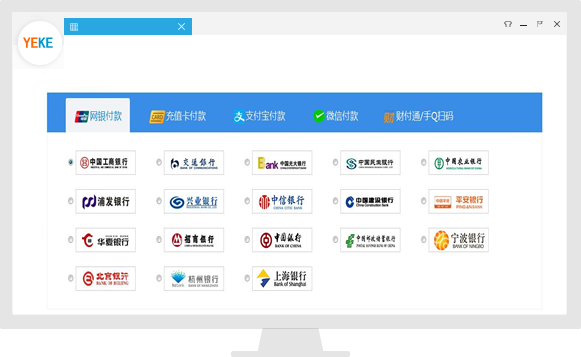 YEKE
网银付款 充值卡付款 支付宝付款 微信付款 财付通/手Q扫码
中国工商银行 交通银行 BANK OF COMMUNICATIONS Bank 中国光大银行 中国民生银行 中国农业银行
浦发银行 兴业银行 中信银行 CHINA CITIC BANK 中国建设银行 China Construction Bank 平安银行 PINGAN BANK
华夏银行 招商银行 中国银行 BANK OF CHINA 中国邮政储蓄银行 宁波银行 BANK OF NINGBO
北京银行 BANK OF BEIJING 杭州银行 BANK OF HANGZHOU 上海银行 Bank of Shanghai